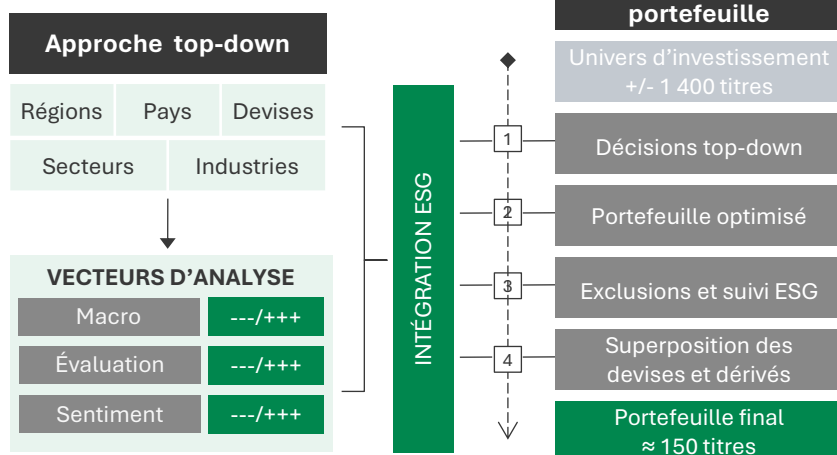 Approche top-down
Régions
Pays
Devises
Secteurs
Industries
VECTEURS D’ANALYSE
Macro
---/+++
Évaluation
---/+++
Sentiment
---/+++
INTÉGRATION ESG
1
2
3
4
portefeuille
Univers d’investissement
+/- 1 400 titres
Décisions top-down
Portefeuille optimisé
Exclusions et suivi ESG
Superposition des
devises et dérivés
Portefeuille final
≈ 150 titres